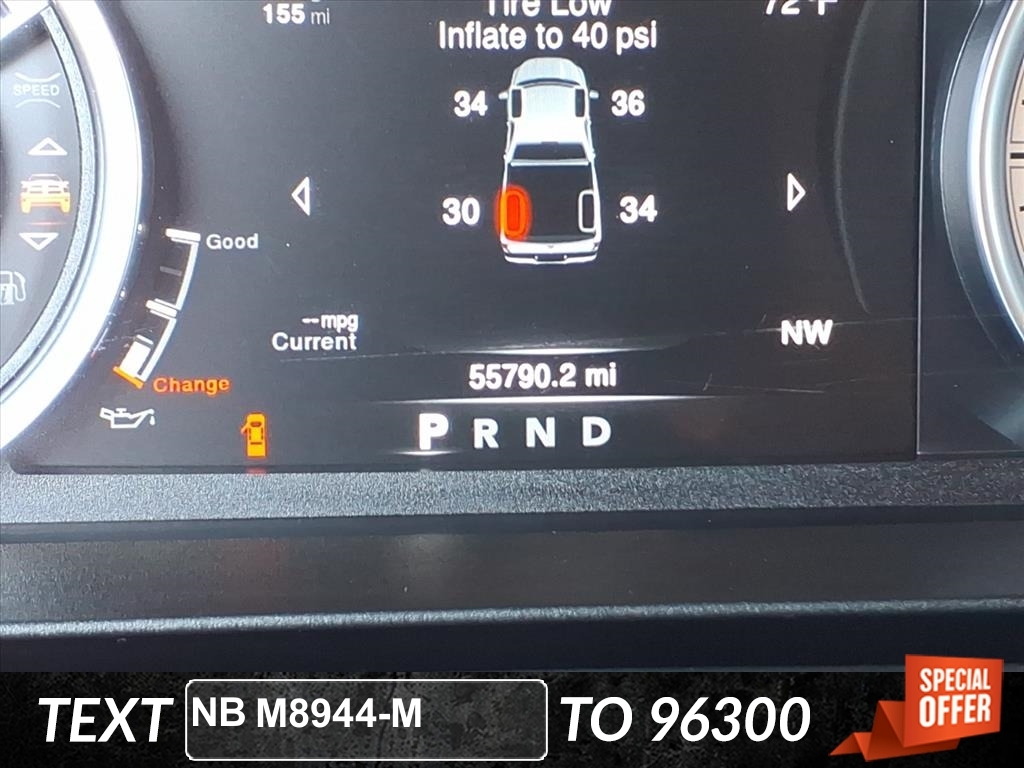 155 mi
Tire Low
72°F
Inflate to 40 psi
SPEED
34 36
30 34
Good
--mpg
Current
NW
55790.2 mi
Change
P R N D
TEXT NB M8944-M TO 96300
SPECIAL
OFFER